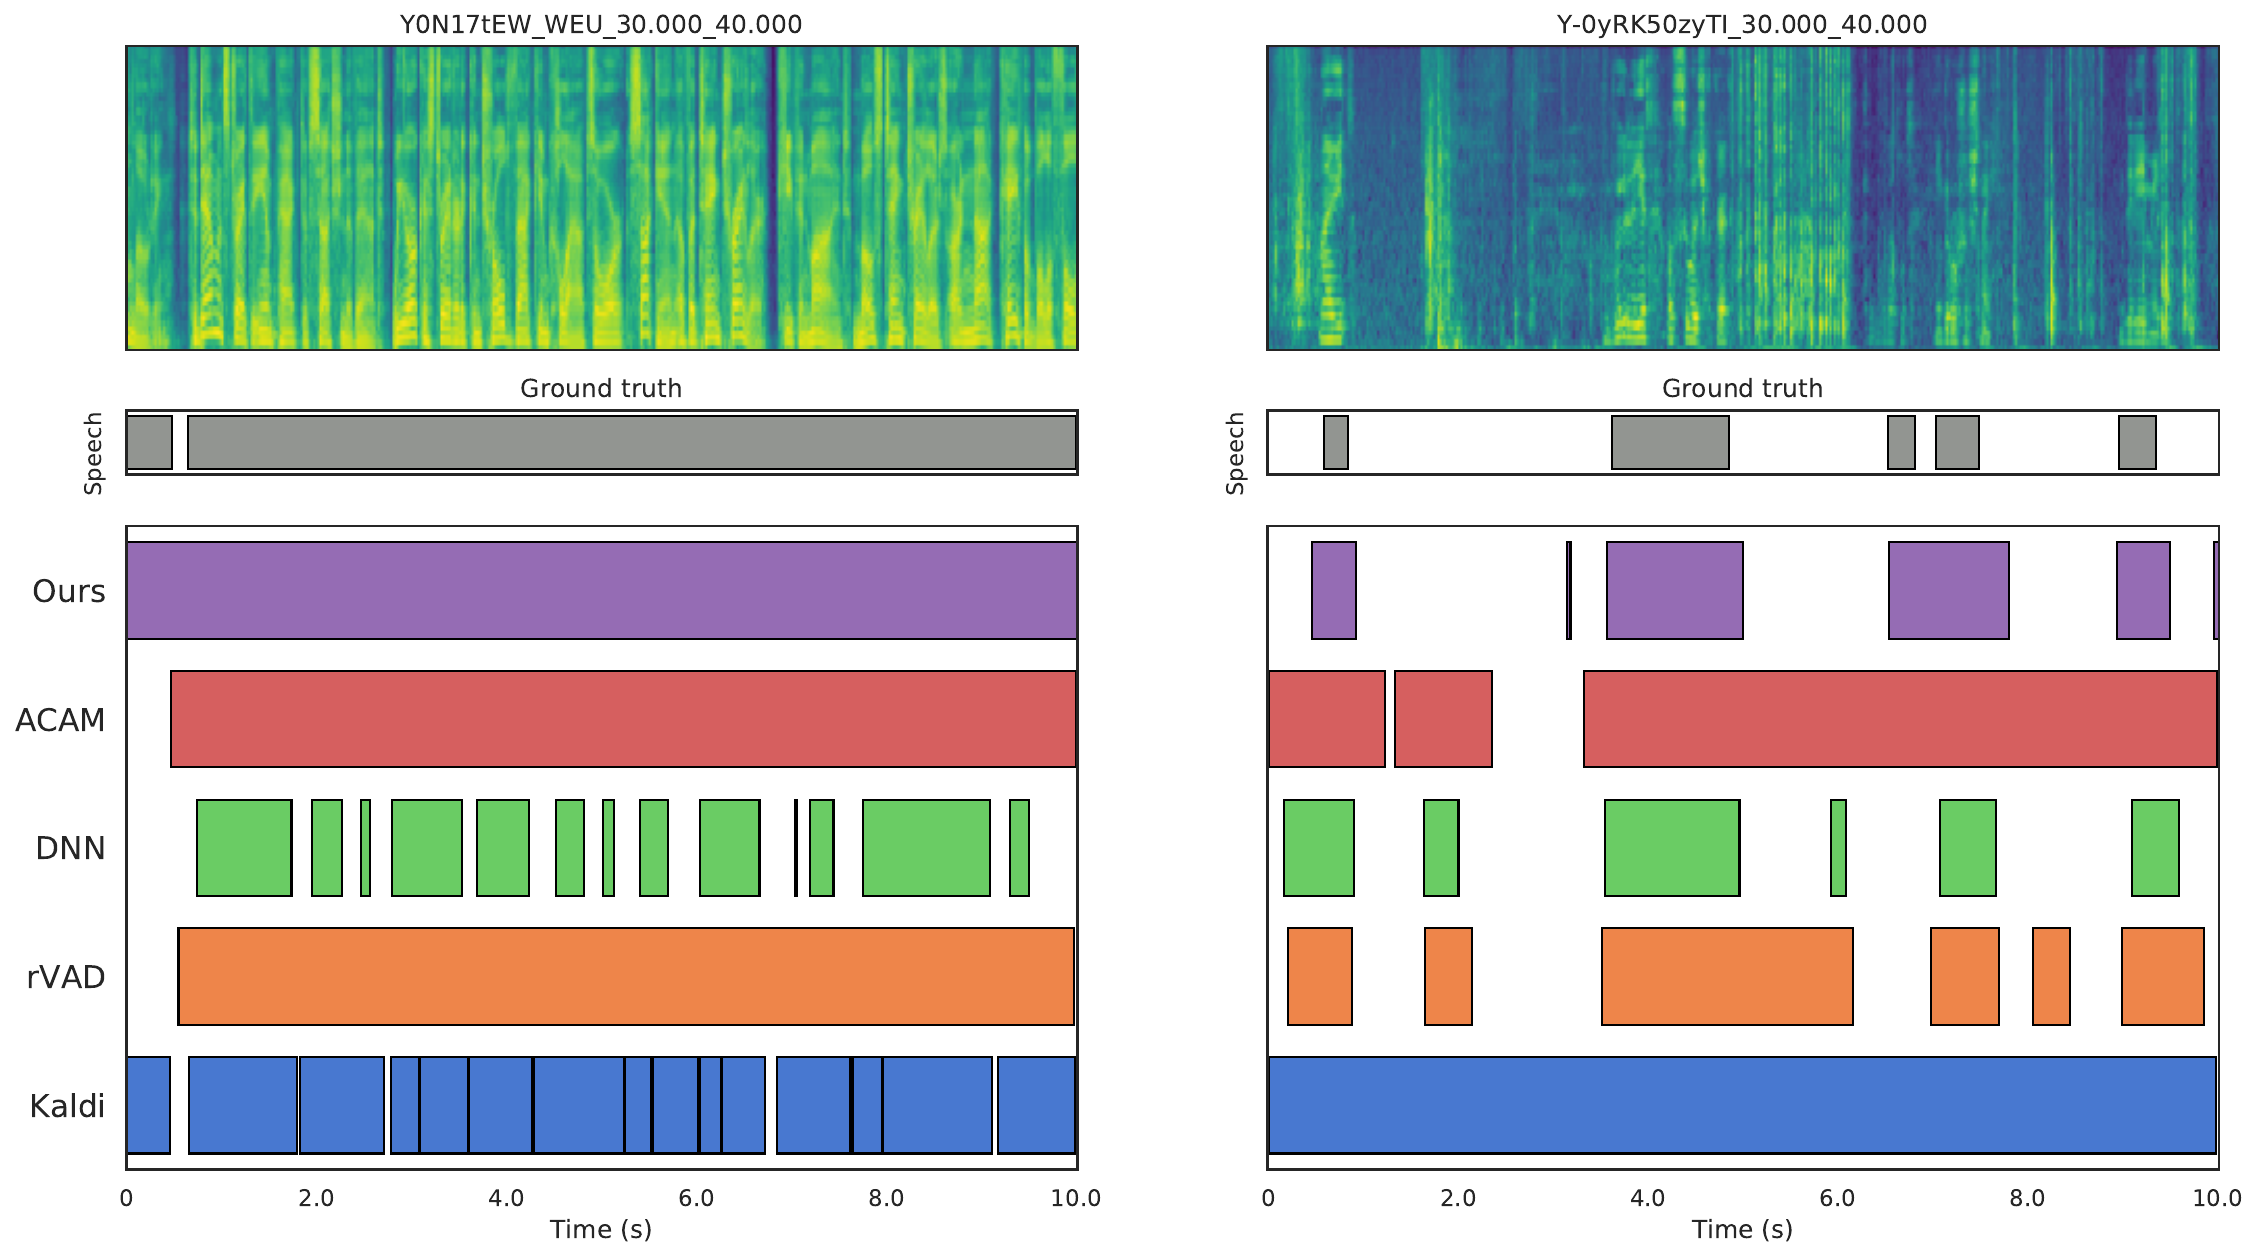 Y0N17tEW_WEU_30.000_40.000
Y-0yRK50zyTI_30.000_40.000
Ground truth
Ground truth
Speech
Speech
Ours
ACAM
DNN
rVAD
Kaldi
0 2.0 4.0 6.0 8.0 10.0
0 2.0 4.0 6.0 8.0 10.0
Time (s)
Time (s)